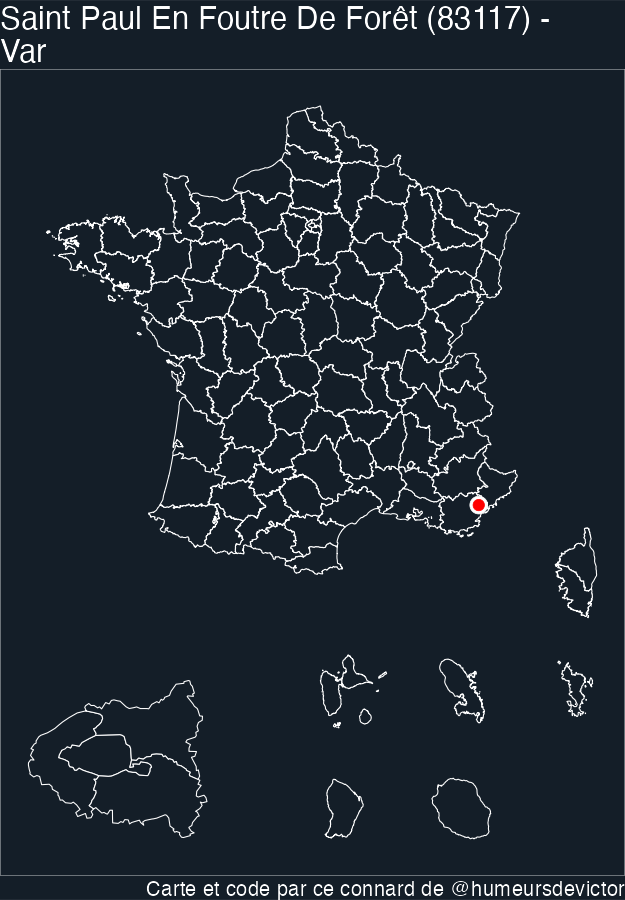 Saint Paul En Foutre De Forêt (83117) -
Var
Carte et code par ce connard de @humeursdevictor